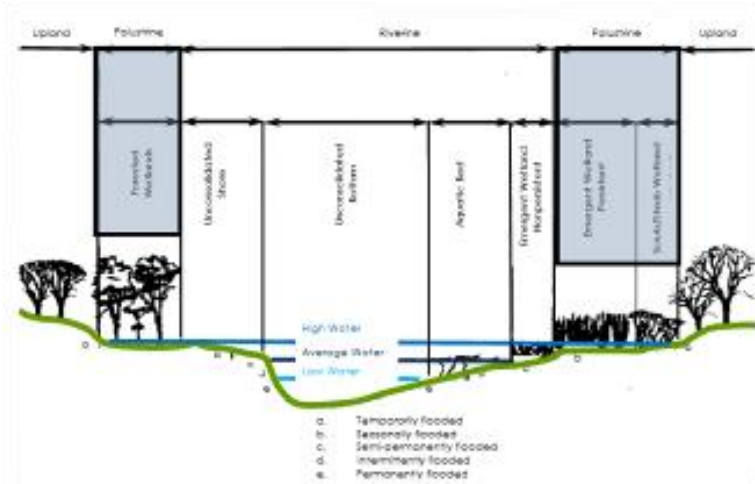 Upland
Palustrine
Riverine
Palustrine
Upland
Forested
Wetlands
Unconsolidated
Shore
Unconsolidated
Bottom
Aquatic Bed
Emergent Wetland
Nonpersistent
Emergent Wetland
Persistent
Scrub/Shrub Wetland
High Water
Average Water
Low Water
a. Temporarily flooded
b. Seasonally flooded
c. Semi-permanently flooded
d. Intermittently flooded
e. Permanently flooded